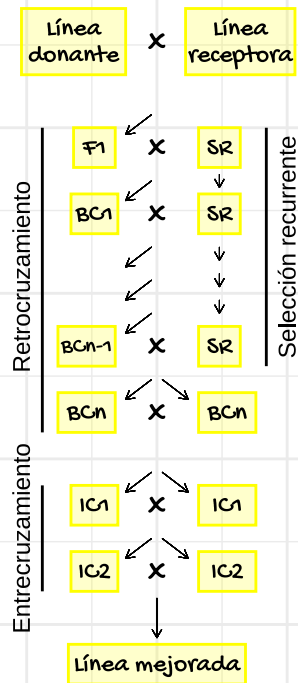 Línea
donante
x
Línea
receptora
F1
x
SR
BC1
x
SR
BCn-1
x
SR
BCn
x
BCn
Retrocruzamiento
Selección recurrente
IC1
x
IC1
IC2
x
IC2
Entrecruzamiento
Línea mejorada